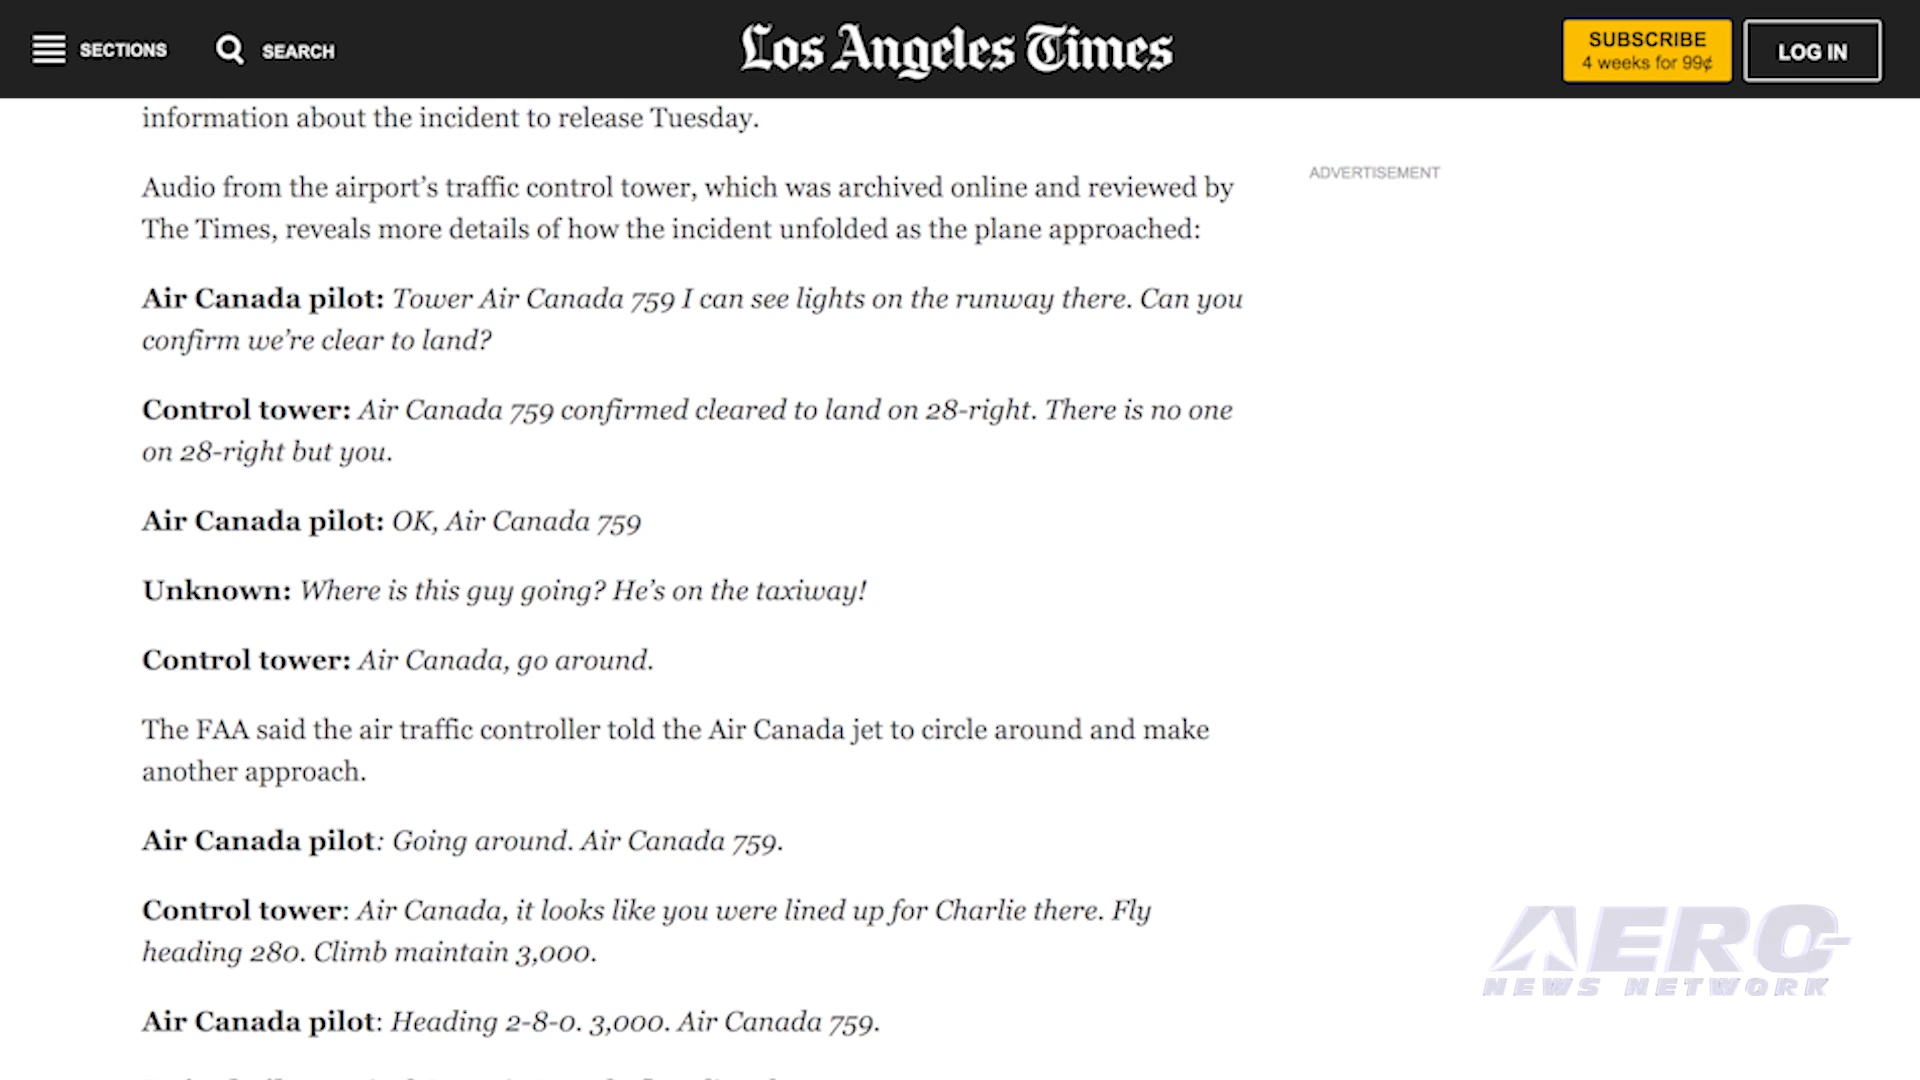 SECTIONS
SEARCH
Los Angeles Times
SUBSCRIBE
4 weeks for 99¢
LOG IN
information about the incident to release Tuesday.
ADVERTISEMENT
Audio from the airport’s traffic control tower, which was archived online and reviewed by
The Times, reveals more details of how the incident unfolded as the plane approached:
Air Canada pilot: Tower Air Canada 759 I can see lights on the runway there. Can you
confirm we’re clear to land?
Control tower: Air Canada 759 confirmed cleared to land on 28-right. There is no one
on 28-right but you.
Air Canada pilot: OK, Air Canada 759
Unknown: Where is this guy going? He’s on the taxiway!
Control tower: Air Canada, go around.
The FAA said the air traffic controller told the Air Canada jet to circle around and make
another approach.
Air Canada pilot: Going around. Air Canada 759.
Control tower: Air Canada, it looks like you were lined up for Charlie there. Fly
heading 280. Climb maintain 3,000.
Air Canada pilot: Heading 2-8-0. 3,000. Air Canada 759.
AERO
NEWS NETWORK